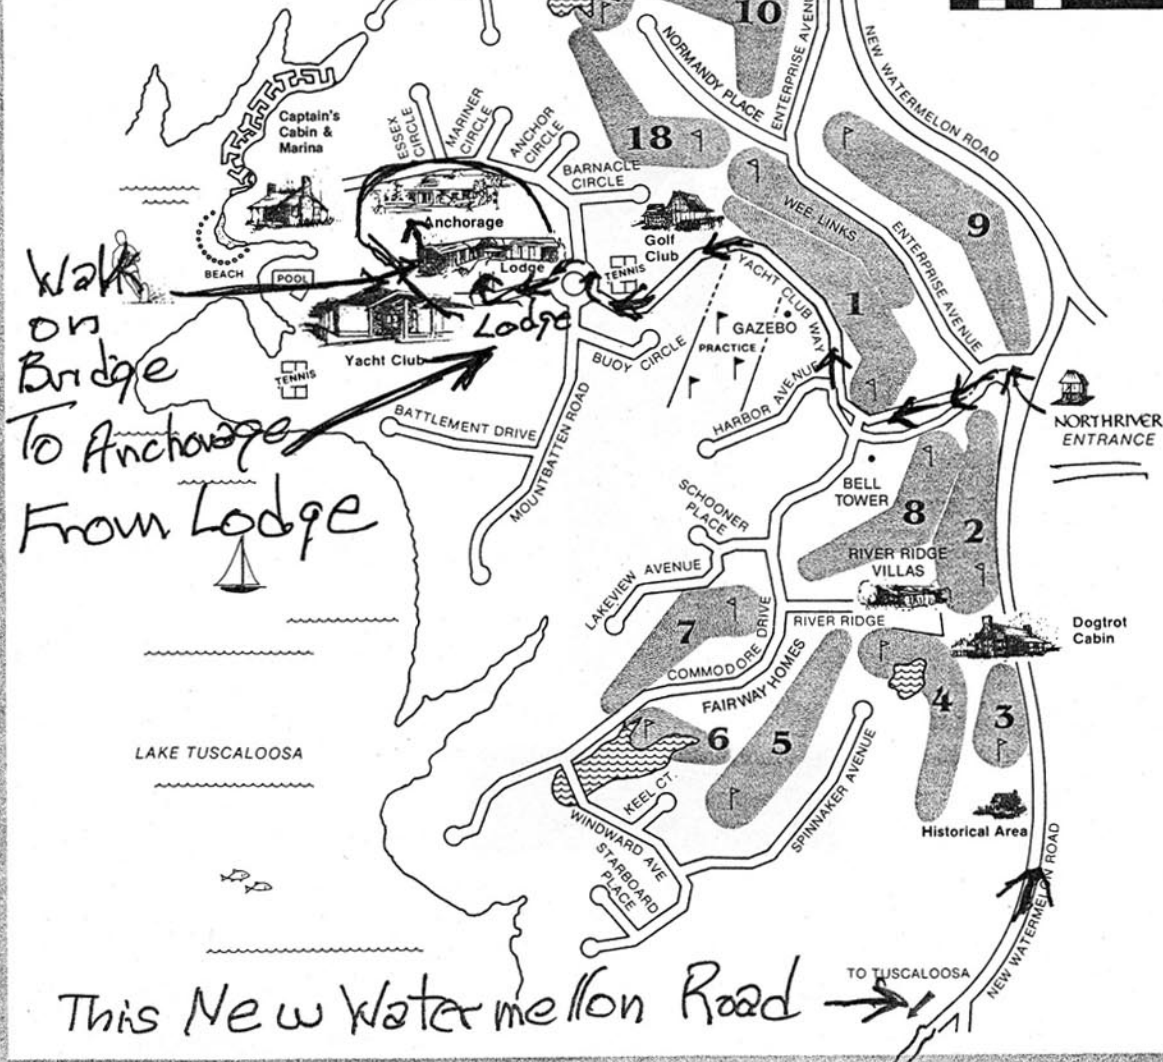 10
NORMANDY PLACE
ENTERPRISE AVENUE
NEW WATERMELON ROAD
Captain's
Cabin &
Marina
ESSEX
CIRCLE
MARINER
CIRCLE
ANCHOR
CIRCLE
BARNACLE
CIRCLE
18
9
WEE LINKS
ENTERPRISE AVENUE
Anchorage
Lodge
Golf
Club
TENNIS
BEACH
POOL
Yacht Club
TENNIS
Walk
on
Bridge
To Anchorage
From Lodge
Lodge
YACHT CLUB WAY
GAZEBO
PRACTICE
1
BUOY CIRCLE
HARBOR AVENUE
BATTLEMENT DRIVE
MOUNTBATTEN ROAD
NORTHRIVER
ENTRANCE
BELL
TOWER
8
2
SCHOONER
PLACE
RIVER RIDGE
VILLAS
LAKEVIEW AVENUE
7
RIVER RIDGE
COMMODORE DRIVE
FAIRWAY HOMES
Dogtrot
Cabin
4
3
6
5
LAKE TUSCALOOSA
KEEL CT.
WINDWARD AVE
STARBOARD
PLACE
SPINNAKER AVENUE
Historical Area
NEW WATERMELON ROAD
TO TUSCALOOSA
This New Watermellon Road